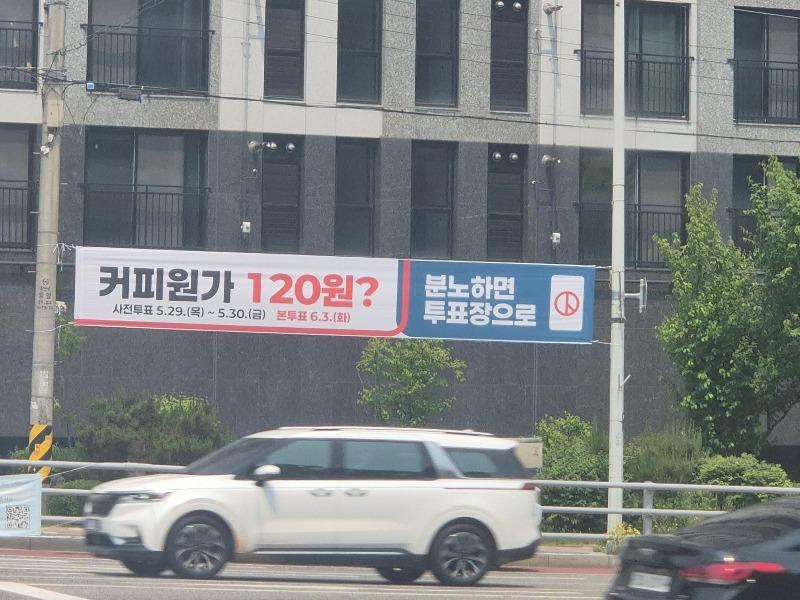 커피원가 120원?
사전투표 5.29.(목) ~ 5.30.(금) 본투표 6.3.(화)
분노하면
투표장으로